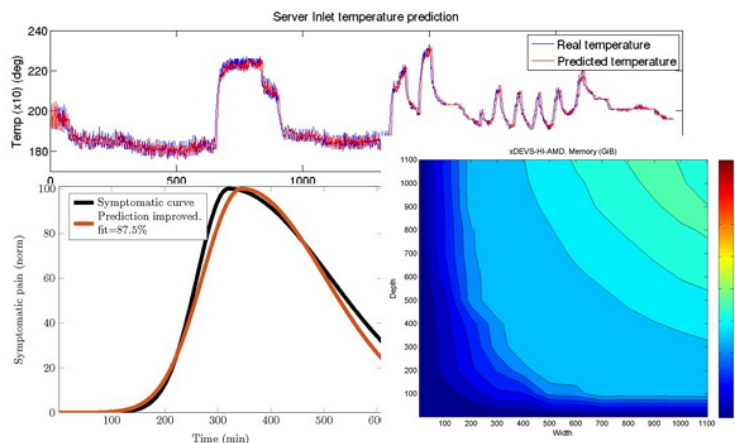 Server Inlet temperature prediction
240
220
200
180
Temp (x10) (deg)
Real temperature
Predicted temperature
0
500
1000
100
80
60
40
20
0
Symptomatic pain (norm)
Symptomatic curve
Prediction improved.
fit=87.5%
0
100
200
300
400
500
Time (min)
xDEVS-HI-AMD, Memory (GiB)
1100
1000
900
800
700
600
500
400
300
200
100
Depth
100 200 300 400 500 600 700 800 900 1000 1100
Width